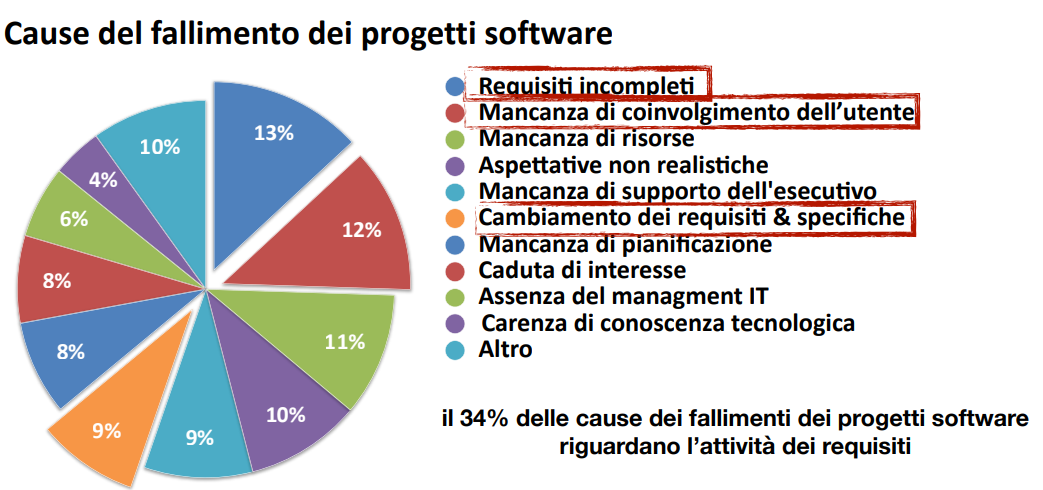 Cause del fallimento dei progetti software
13%
12%
11%
10%
9%
9%
8%
8%
6%
4%
10%
Requisiti incompleti
Mancanza di coinvolgimento dell'utente
Mancanza di risorse
Aspettative non realistiche
Mancanza di supporto dell'esecutivo
Cambiamento dei requisiti & specifiche
Mancanza di pianificazione
Caduta di interesse
Assenza del managment IT
Carenza di conoscenza tecnologica
Altro
il 34% delle cause dei fallimenti dei progetti software
riguardano l'attività dei requisiti